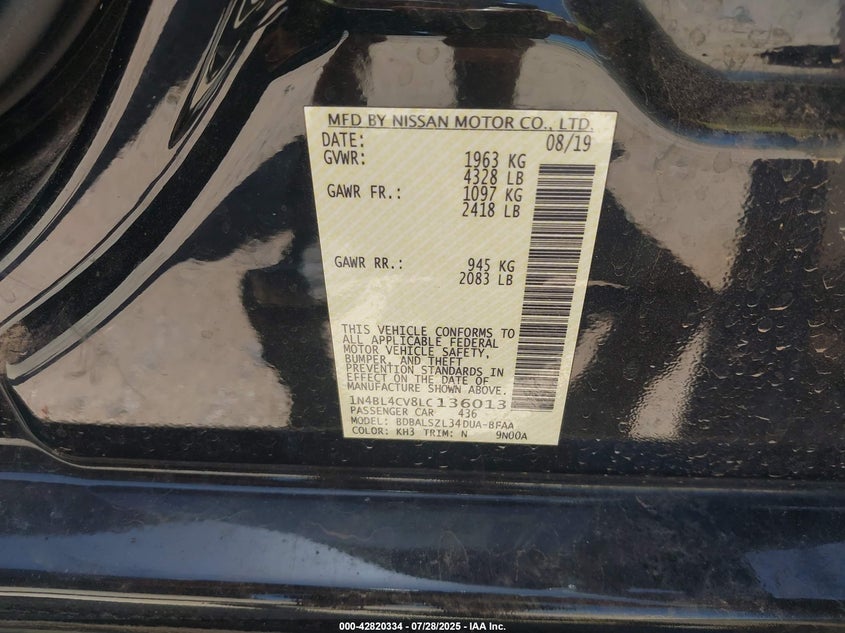 MFD BY NISSAN MOTOR CO., LTD.
DATE: 08/19
GVWR: 1963 KG
4328 LB
GAWR FR.: 1097 KG
2418 LB
GAWR RR.: 945 KG
2083 LB
THIS VEHICLE CONFORMS TO
ALL APPLICABLE FEDERAL
MOTOR VEHICLE SAFETY,
BUMPER, AND THEFT
PREVENTION STANDARDS IN
EFFECT ON THE DATE OF
MANUFACTURE SHOWN ABOVE.
1N4BL4CV8LC136013
PASSENGER CAR 436
MODEL: BDBALSZL34DUA-8FAA
COLOR: KH3 TRIM: N 9N00A
000-42820334 / 07/28/2025 - IAA Inc.